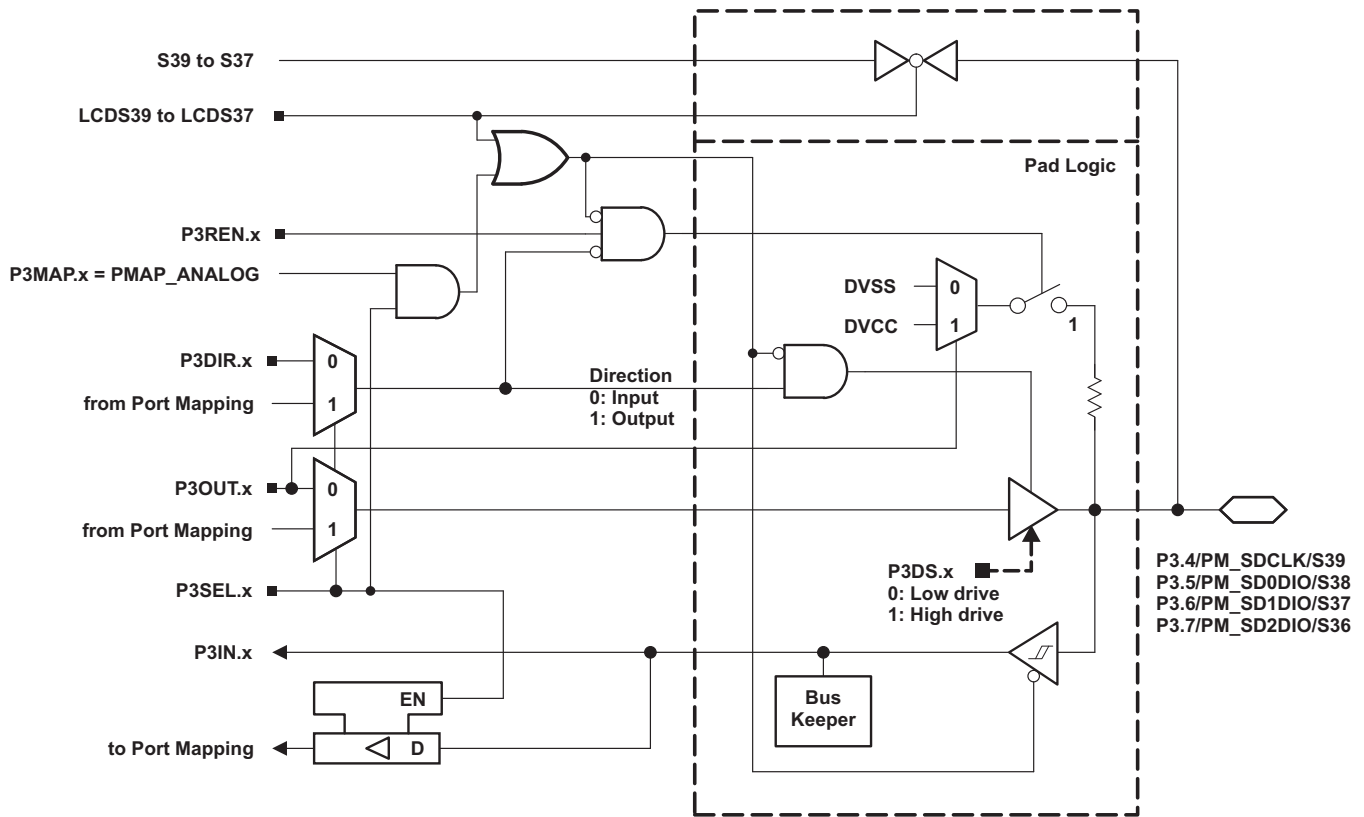 S39 to S37
LCDS39 to LCDS37
Pad Logic
P3REN.x
P3MAP.x = PMAP_ANALOG
DVSS
0
DVCC
1
1
P3DIR.x
0
Direction
0: Input
1: Output
from Port Mapping
1
P3OUT.x
0
from Port Mapping
1
P3DS.x
0: Low drive
1: High drive
P3.4/PM_SDCLK/S39
P3.5/PM_SD0DIO/S38
P3.6/PM_SD1DIO/S37
P3.7/PM_SD2DIO/S36
P3SEL.x
P3IN.x
EN
Bus
Keeper
to Port Mapping
D